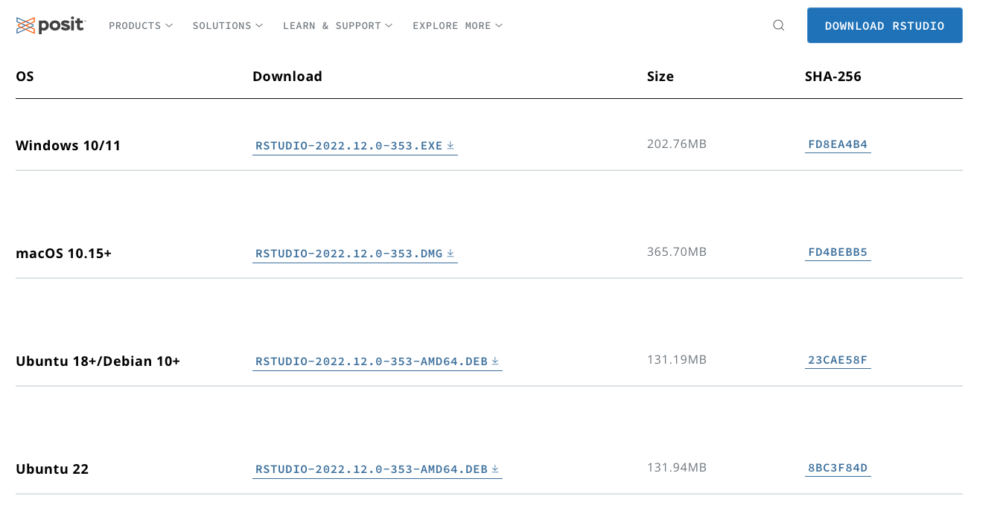 posit PRODUCTS SOLUTIONS LEARN & SUPPORT EXPLORE MORE DOWNLOAD RSTUDIO
OS Download Size SHA-256
Windows 10/11 RSTUDIO-2022.12.0-353.EXE 202.76MB FD8EA4B4
macOS 10.15+ RSTUDIO-2022.12.0-353.DMG 365.70MB FD4BEBB5
Ubuntu 18+/Debian 10+ RSTUDIO-2022.12.0-353-AMD64.DEB 131.19MB 23CAE58F
Ubuntu 22 RSTUDIO-2022.12.0-353-AMD64.DEB 131.94MB 8BC3F84D